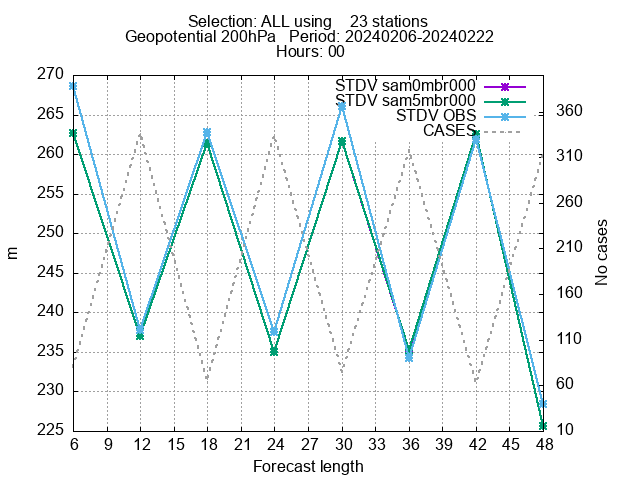 Selection: ALL using    23 stations
Geopotential 200hPa   Period: 20240206-20240222
Hours: 00
270
265
260
255
250
245
240
235
230
225
m
STDV sam0mbr000
STDV sam5mbr000
STDV OBS
CASES
360
310
260
210
160
110
60
10
No cases
6 9 12 15 18 21 24 27 30 33 36 39 42 45 48
Forecast length